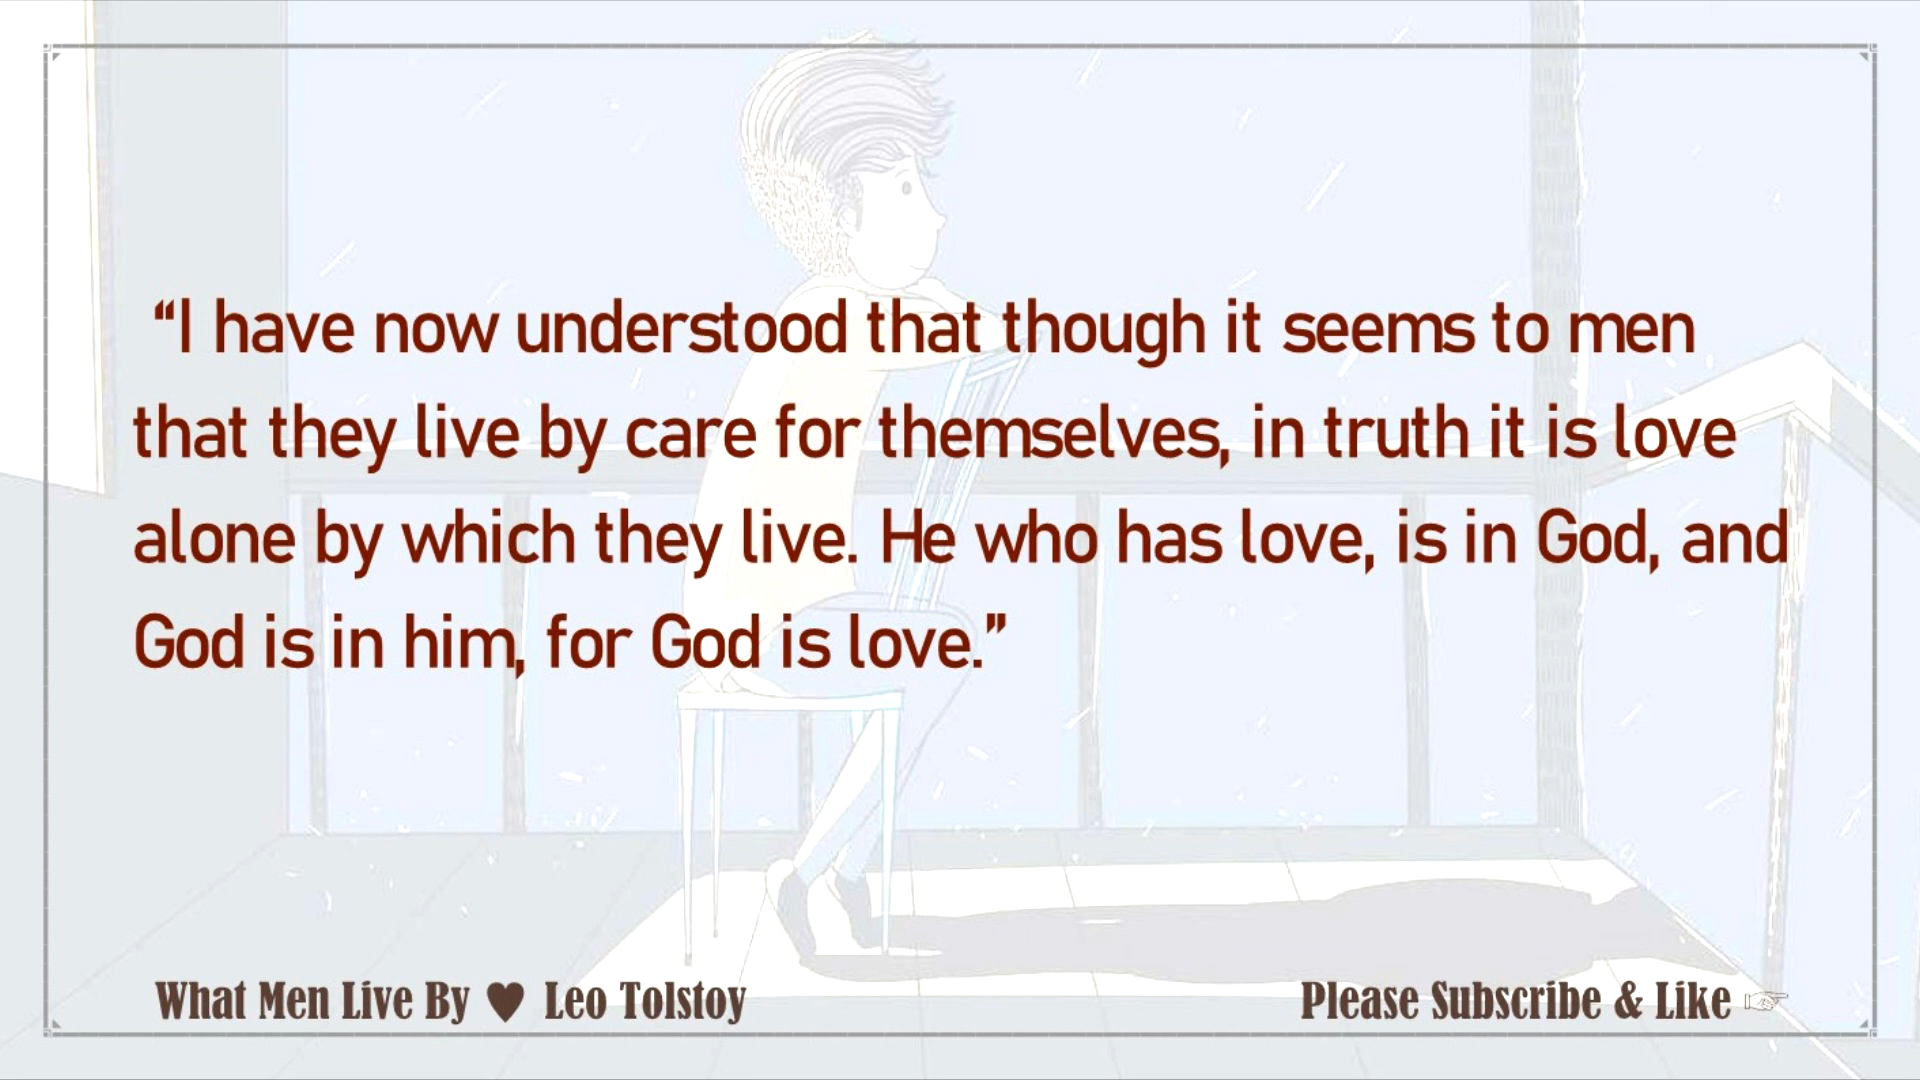 “I have now understood that though it seems to men
that they live by care for themselves, in truth it is love
alone by which they live. He who has love, is in God, and
God is in him, for God is love.”
What Men Live By ♥ Leo Tolstoy
Please Subscribe & Like ☞